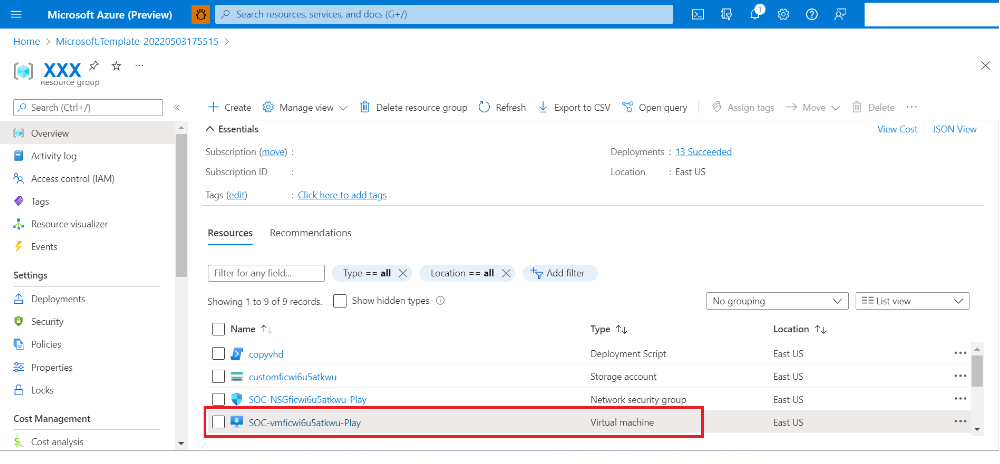 Microsoft Azure (Preview)
Search resources, services, and docs (G+/)
1
Home > Microsoft.Template-20220503175515 >
XXX
Resource group
Search (Ctrl+/)
Overview
Activity log
Access control (IAM)
Tags
Resource visualizer
Events
Settings
Deployments
Security
Policies
Properties
Locks
Cost Management
Cost analysis
Create
Manage view
Delete resource group
Refresh
Export to CSV
Open query
Assign tags
Move
Delete
Essentials
View Cost
JSON View
Subscription (move) :
Deployments : 13 Succeeded
Subscription ID :
Location : East US
Tags (edit) : Click here to add tags
Resources
Recommendations
Filter for any field...
Type == all
Location == all
Add filter
Showing 1 to 9 of 9 records.
Show hidden types
No grouping
List view
Name Type Location
copyvhd Deployment Script East US
customficwi6u5atkwu Storage account East US
SOC-NSGficwi6u5atkwu-Play Network security group East US
SOC-vmficwi6u5atkwu-Play Virtual machine East US